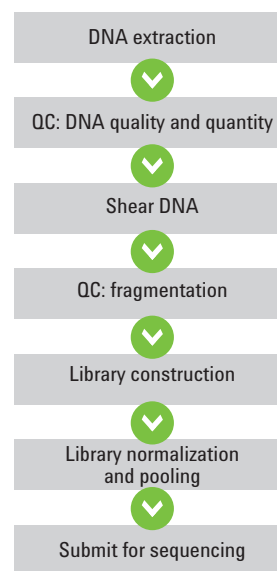 DNA extraction
QC: DNA quality and quantity
Shear DNA
QC: fragmentation
Library construction
Library normalization
and pooling
Submit for sequencing